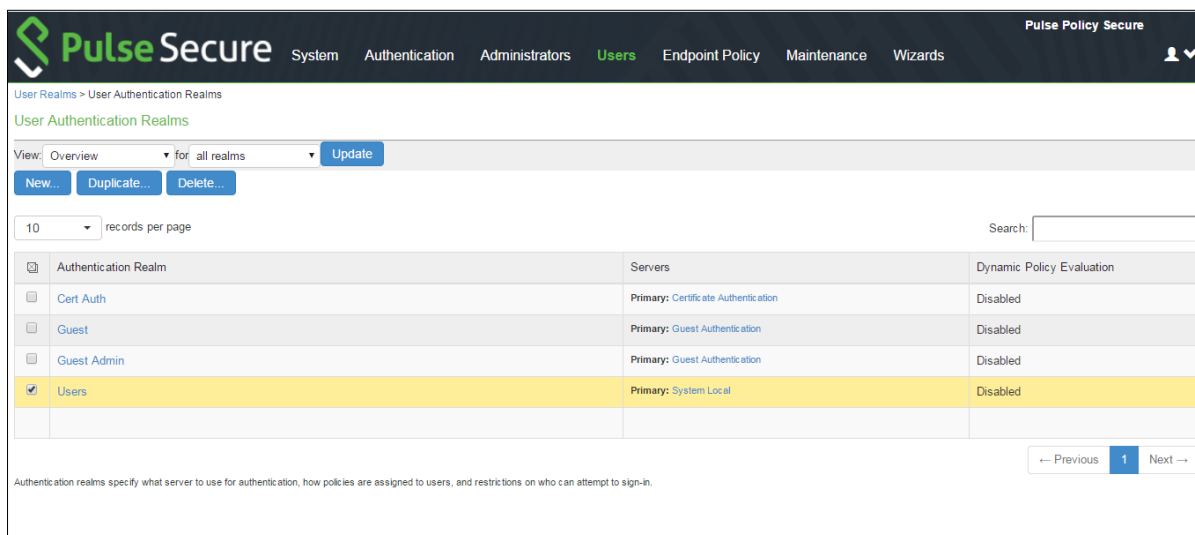 Pulse Policy Secure
Pulse Secure System Authentication Administrators Users Endpoint Policy Maintenance Wizards
User Realms > User Authentication Realms
User Authentication Realms
View: Overview for all realms Update
New... Duplicate... Delete...
10 records per page Search:
Authentication Realm Servers Dynamic Policy Evaluation
Cert Auth Primary: Certificate Authentication Disabled
Guest Primary: Guest Authentication Disabled
Guest Admin Primary: Guest Authentication Disabled
Users Primary: System Local Disabled
← Previous 1 Next →
Authentication realms specify what server to use for authentication, how policies are assigned to users, and restrictions on who can attempt to sign-in.